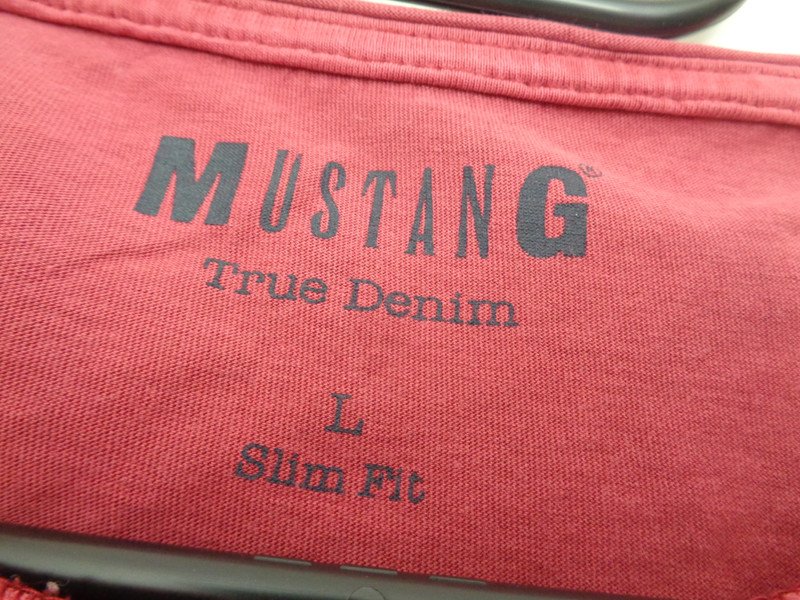 MUSTANG®
True Denim
L
Slim Fit